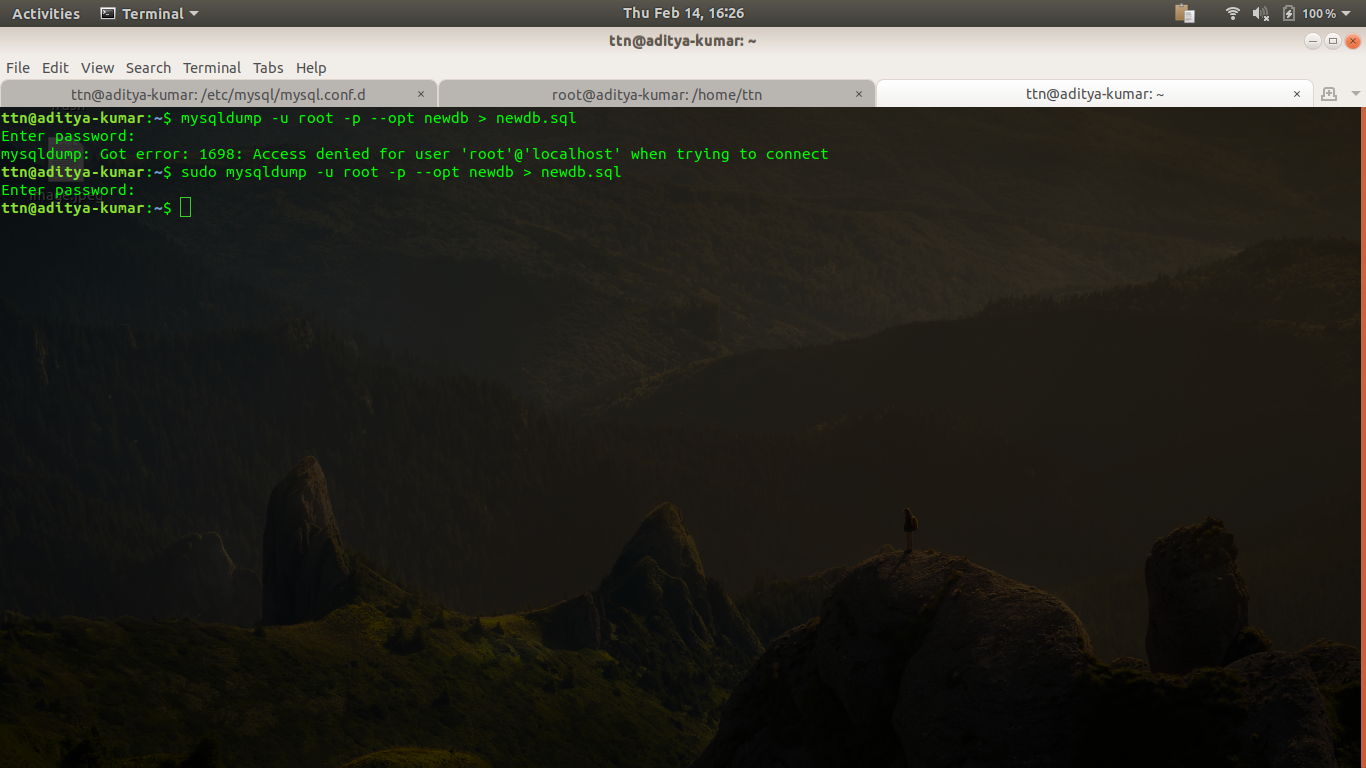 Activities Terminal Thu Feb 14, 16:26 100%
ttn@aditya-kumar: ~
File Edit View Search Terminal Tabs Help
ttn@aditya-kumar: /etc/mysql/mysql.conf.d × root@aditya-kumar: /home/ttn × ttn@aditya-kumar: ~ ×
ttn@aditya-kumar:~$ mysqldump -u root -p --opt newdb > newdb.sql
Enter password:
mysqldump: Got error: 1698: Access denied for user 'root'@'localhost' when trying to connect
ttn@aditya-kumar:~$ sudo mysqldump -u root -p --opt newdb > newdb.sql
Enter password:
ttn@aditya-kumar:~$